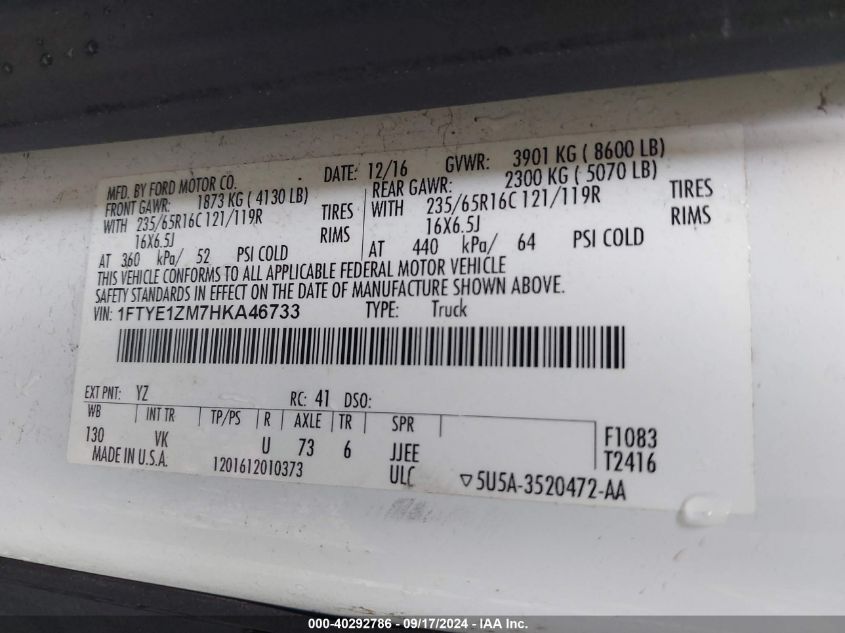 MFD. BY FORD MOTOR CO. DATE: 12/16 GVWR: 3901 KG ( 8600 LB)
FRONT GAWR: 1873 KG ( 4130 LB) REAR GAWR: 2300 KG ( 5070 LB)
WITH 235/65R16C 121/119R TIRES WITH 235/65R16C 121/119R TIRES
16X6.5J RIMS 16X6.5J RIMS
AT 360 kPa/ 52 PSI COLD AT 440 kPa/ 64 PSI COLD
THIS VEHICLE CONFORMS TO ALL APPLICABLE FEDERAL MOTOR VEHICLE
SAFETY STANDARDS IN EFFECT ON THE DATE OF MANUFACTURE SHOWN ABOVE.
VIN: 1FTYE1ZM7HKA46733 TYPE: Truck
EXT PNT: YZ RC: 41 DSO:
WB INT TR TP/PS R AXLE TR SPR
130 VK U 73 6 JJEE F1083
MADE IN U.S.A. 1201612010373 ULC T2416
▽5U5A-3520472-AA
000-40292786 - 09/17/2024 - IAA Inc.